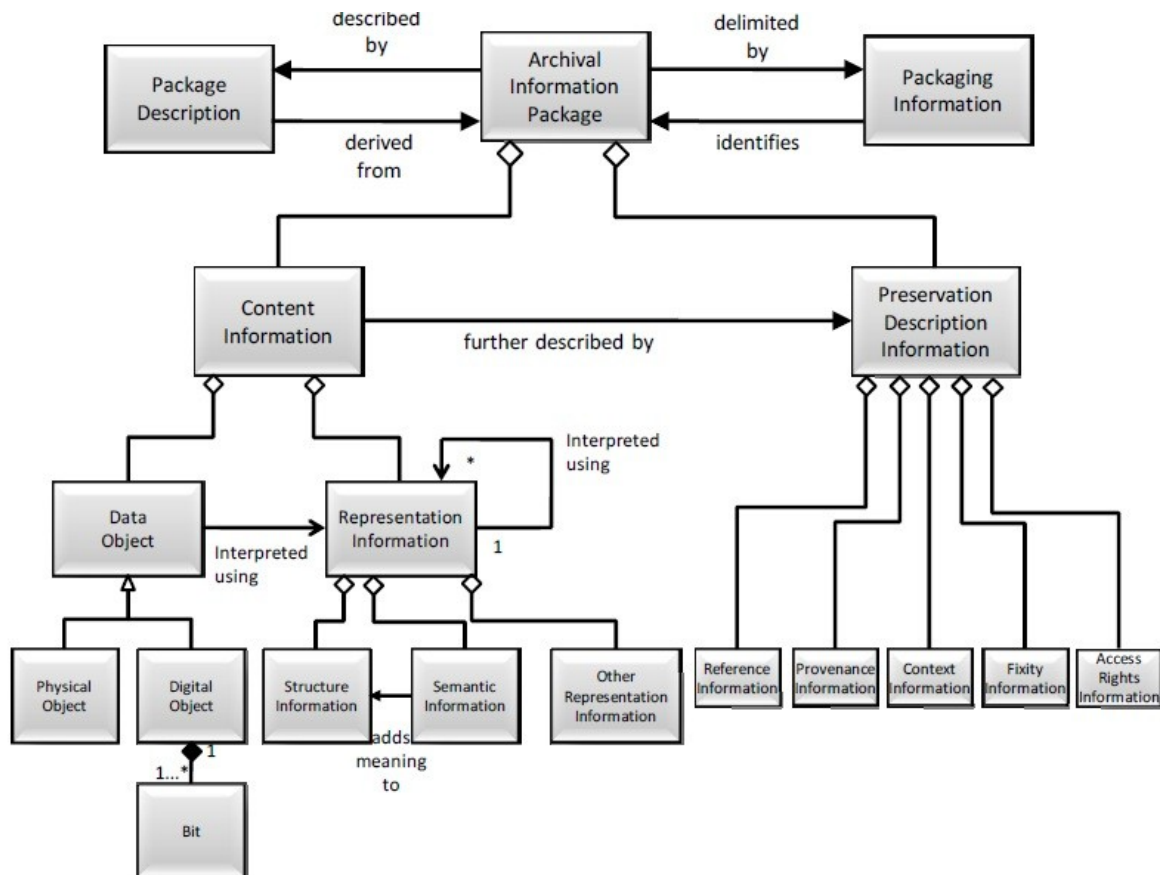 described
by
delimited
by
Package
Description
Archival
Information
Package
Packaging
Information
derived
from
identifies
Content
Information
further described by
Preservation
Description
Information
Interpreted
using
*
1
Data
Object
Interpreted
using
Representation
Information
Physical
Object
Digital
Object
Structure
Information
Semantic
Information
Other
Representation
Information
Reference
Information
Provenance
Information
Context
Information
Fixity
Information
Access
Rights
Information
adds
meaning
to
1
1...*
Bit